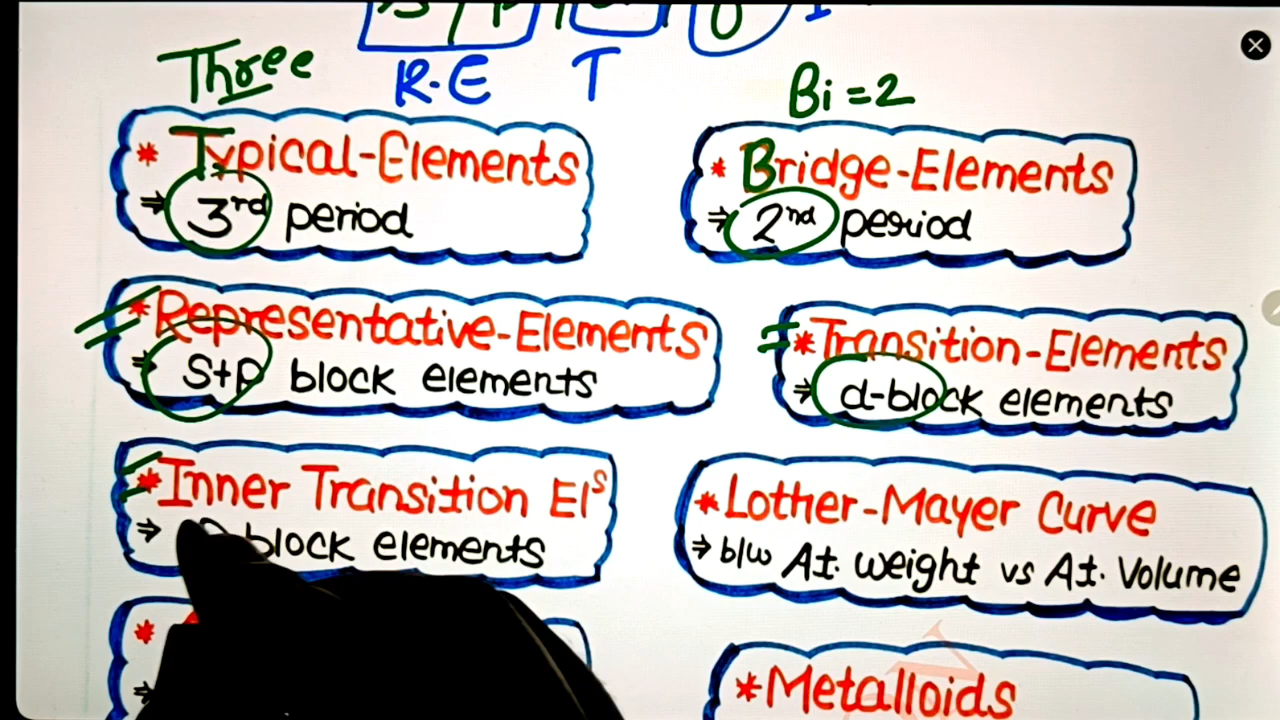 Three
R.E
T
Bi = 2
* Typical-Elements
⇒ 3rd period
* Bridge-Elements
⇒ 2nd period
* Representative-Elements
⇒ S+P block elements
* Transition-Elements
⇒ d-block elements
* Inner Transition Els
⇒ block elements
* Lother-Mayer Curve
⇒ b/w At. weight vs At. Volume
* Metalloids